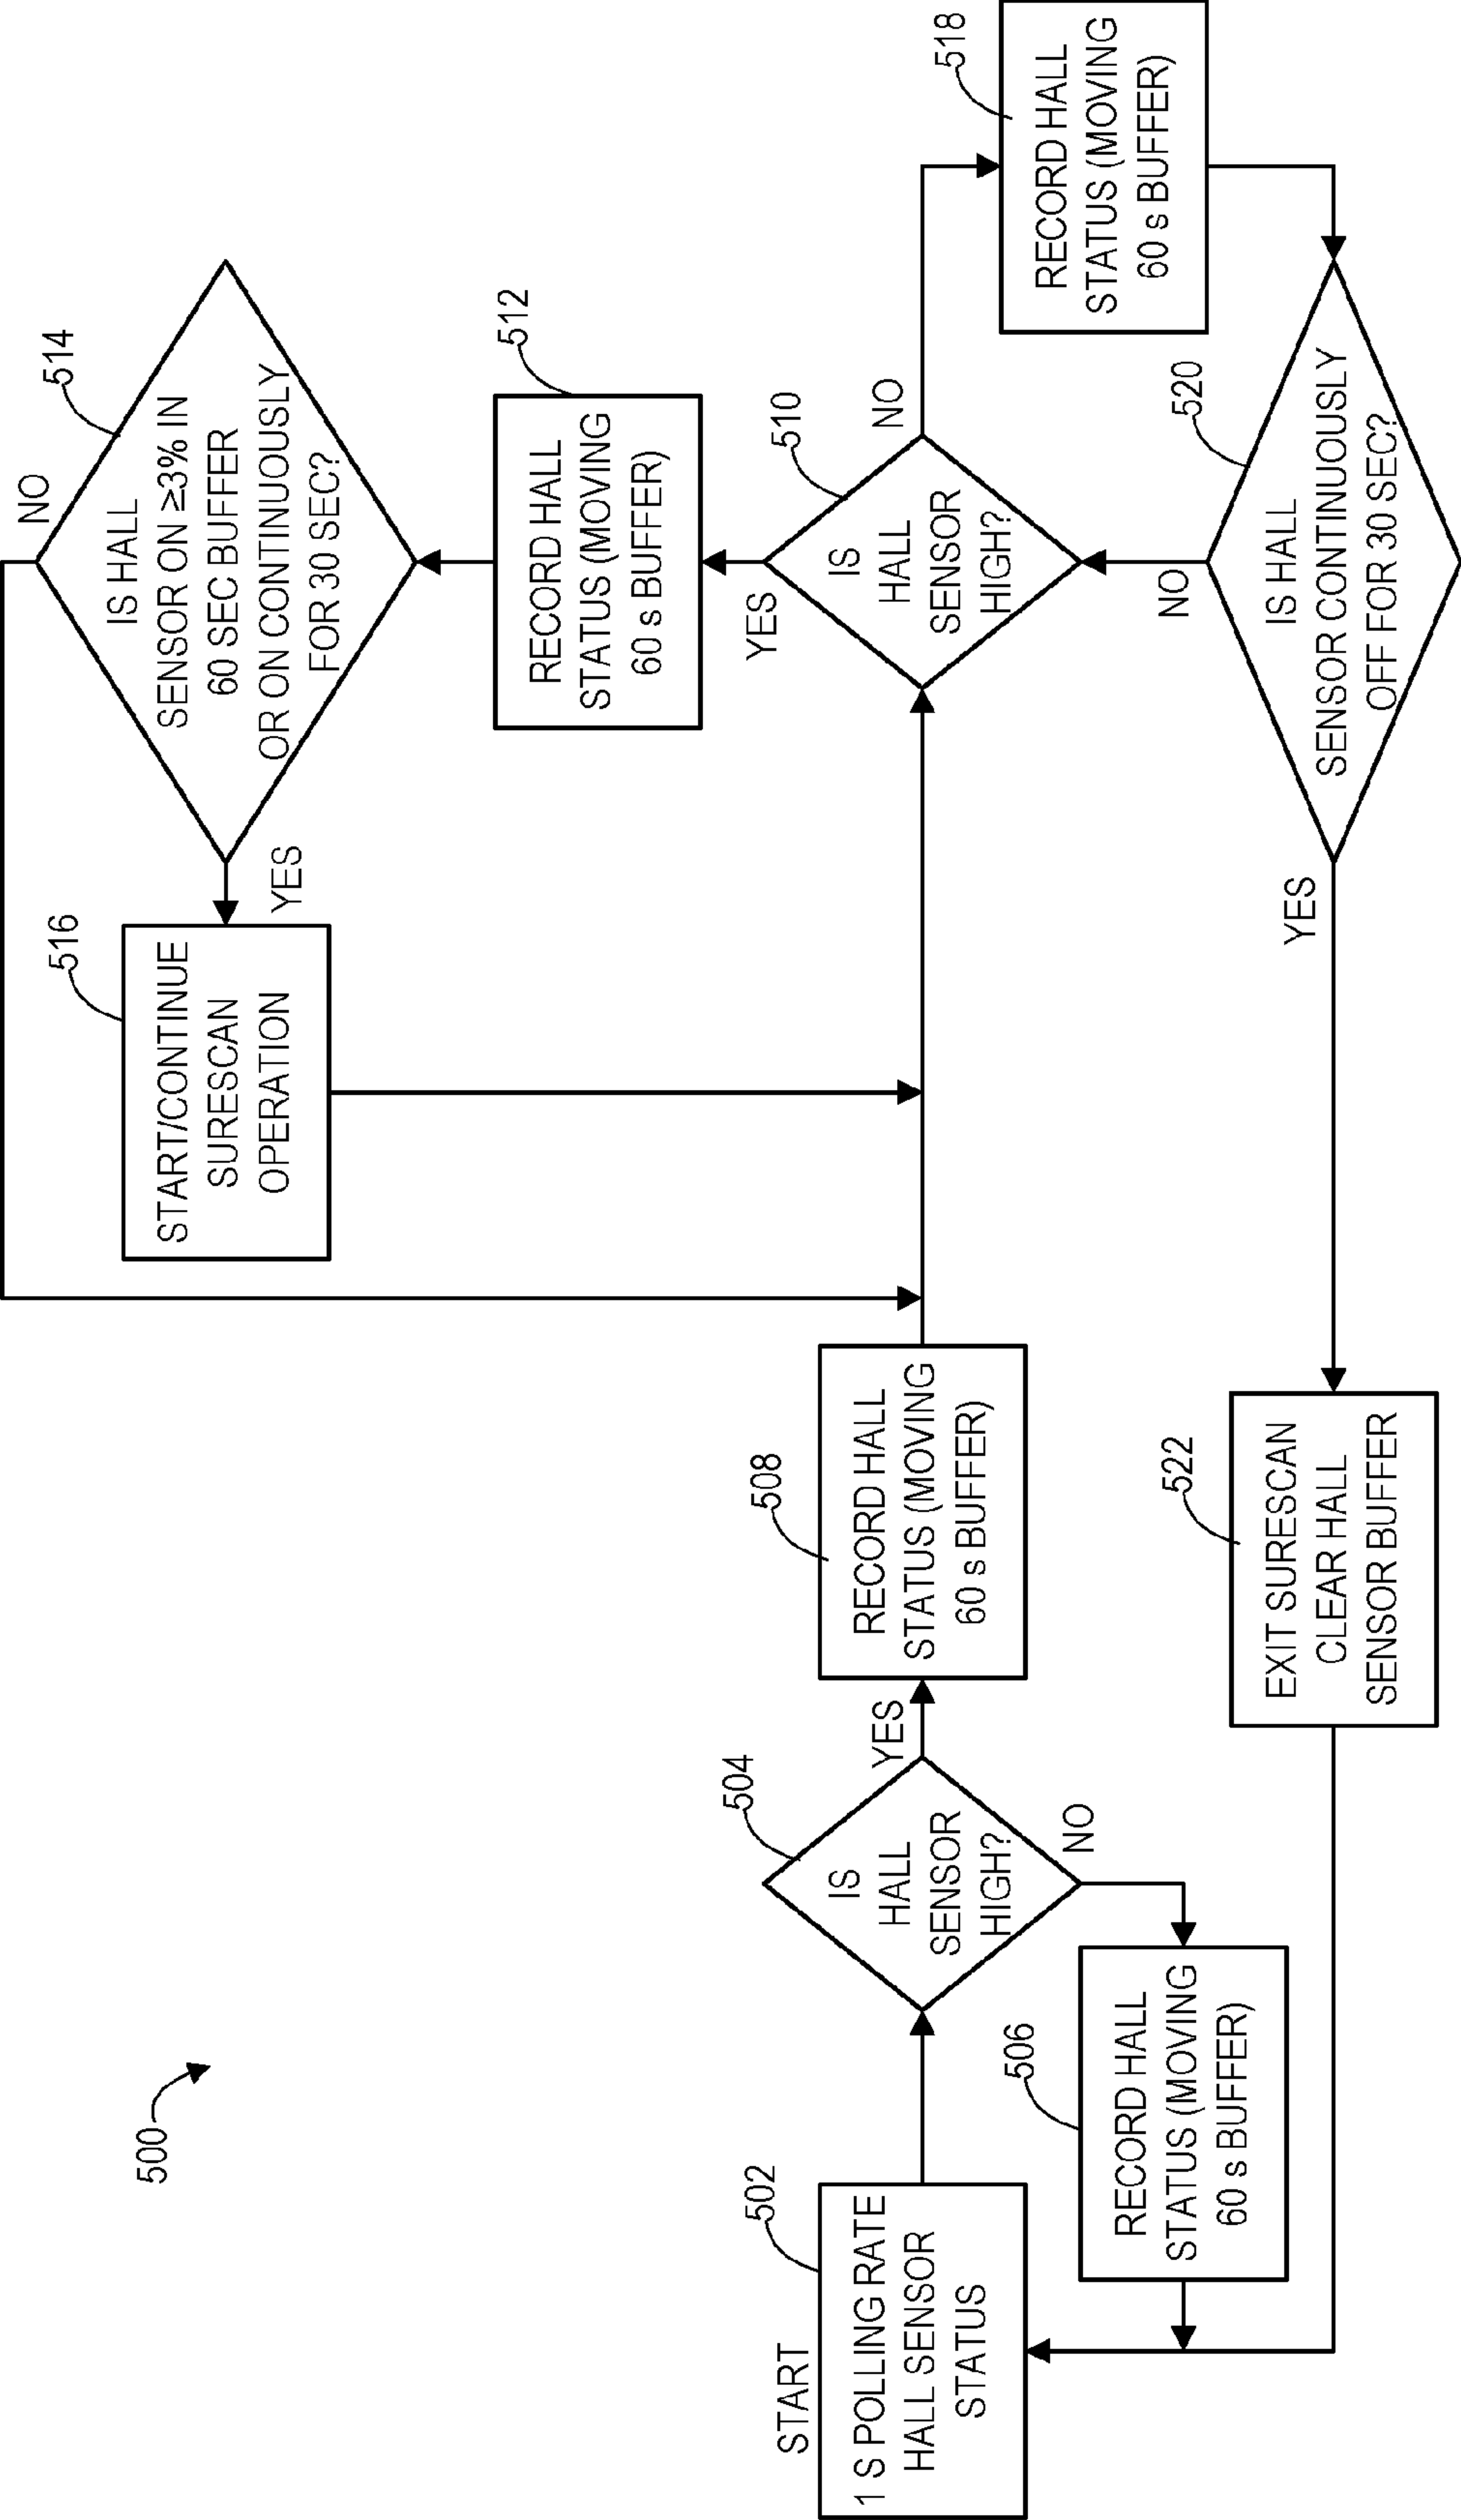 500
START
502
1 S POLLING RATE
HALL SENSOR
STATUS
504
IS
HALL
SENSOR
HIGH?
YES
NO
506
RECORD HALL
STATUS (MOVING
60 s BUFFER)
508
RECORD HALL
STATUS (MOVING
60 s BUFFER)
510
IS
HALL
SENSOR
HIGH?
YES
NO
512
RECORD HALL
STATUS (MOVING
60 s BUFFER)
514
IS HALL
SENSOR ON ≥3% IN
60 SEC BUFFER
OR ON CONTINUOUSLY
FOR 30 SEC?
NO
YES
516
START/CONTINUE
SURESCAN
OPERATION
518
RECORD HALL
STATUS (MOVING
60 s BUFFER)
520
IS HALL
SENSOR CONTINUOUSLY
OFF FOR 30 SEC?
NO
YES
522
EXIT SURESCAN
CLEAR HALL
SENSOR BUFFER